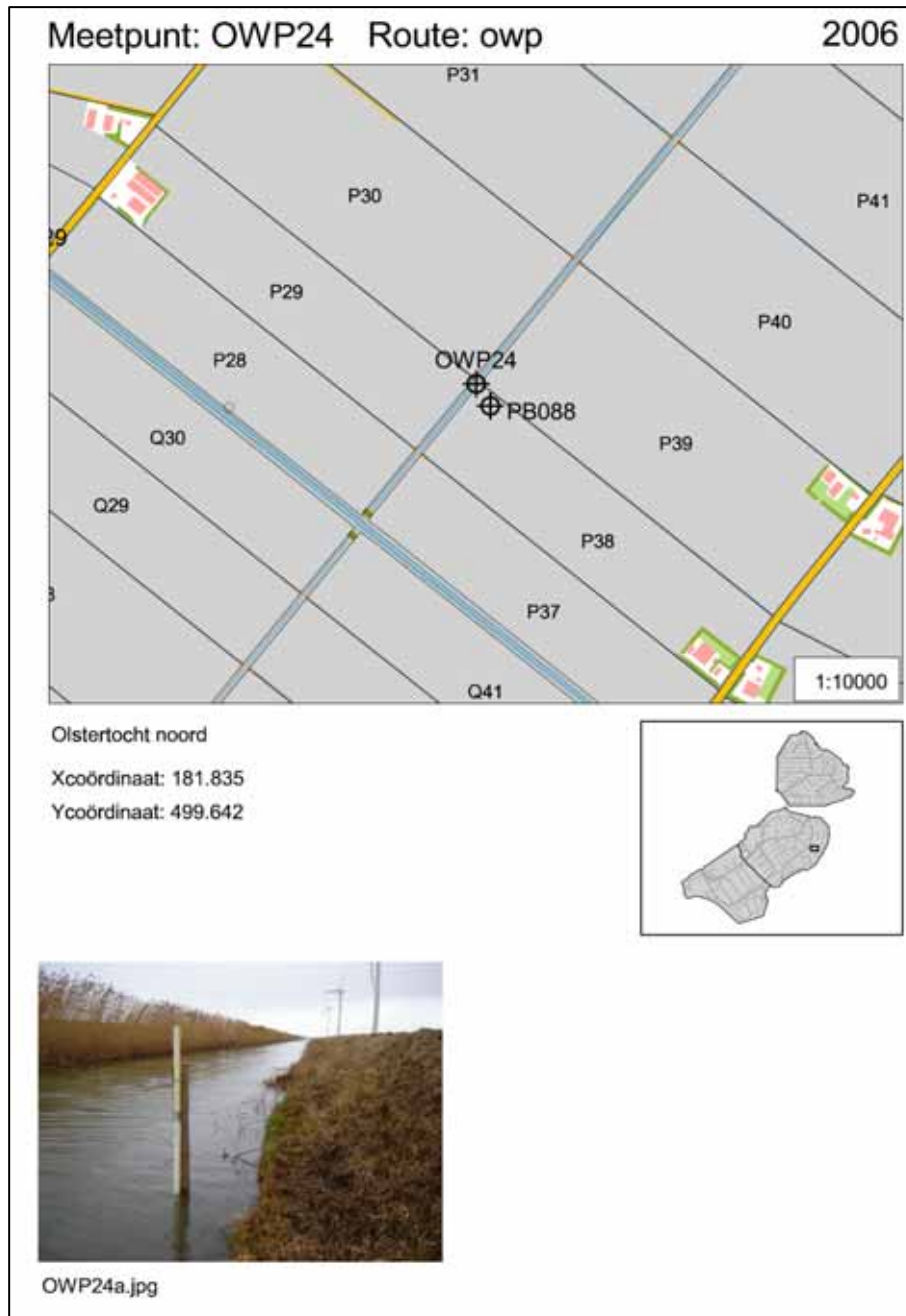 Meetpunt: OWP24 Route: owp 2006
P31
P30
P41
29
P29
P40
OWP24
P28
PB088
Q30
P39
Q29
P38
P37
Q41
1:10000
Olstertocht noord
Xcoördinaat: 181.835
Ycoördinaat: 499.642
OWP24a.jpg